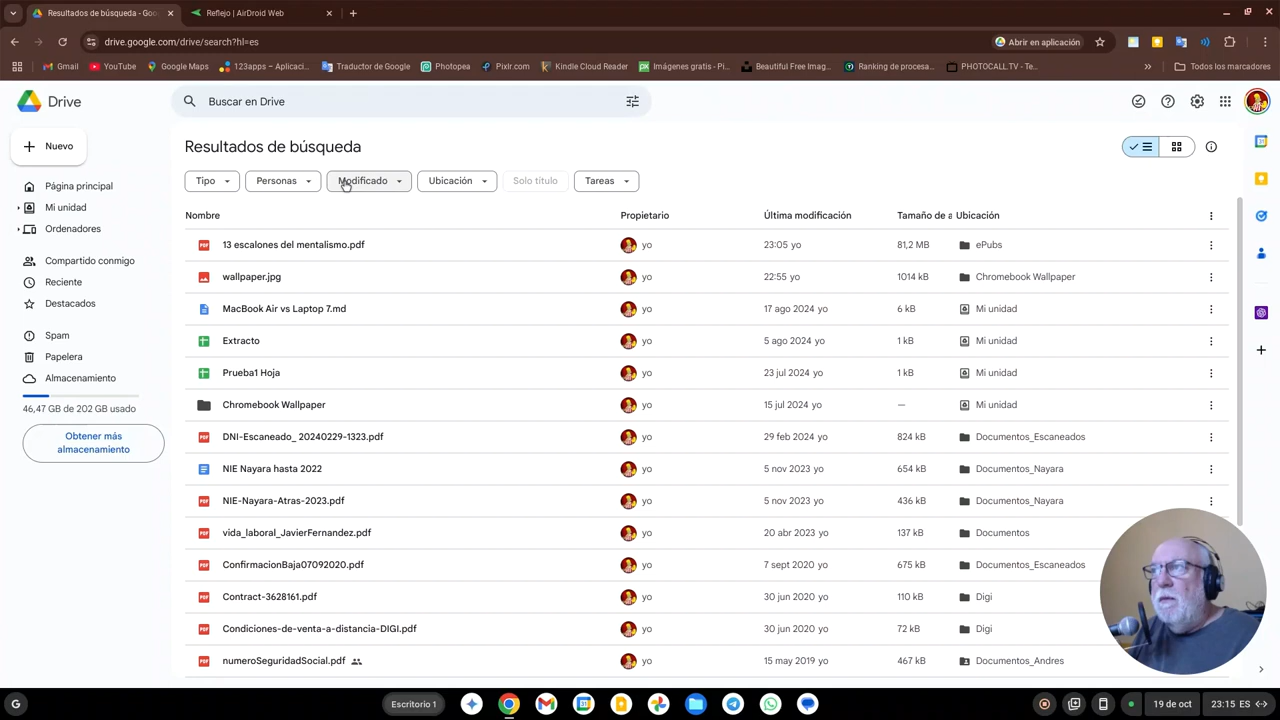 Resultados de búsqueda - Goo
Reflejo | AirDroid Web
drive.google.com/drive/search?hl=es
Abrir en aplicación
Gmail
YouTube
Google Maps
123apps – Aplicaci...
Traductor de Google
Photopea
Pixlr.com
Kindle Cloud Reader
Imágenes gratis - Pi...
Beautiful Free Imag...
Ranking de procesa...
PHOTOCALL.TV - Te...
Todos los marcadores
Drive
Buscar en Drive
Nuevo
Página principal
Mi unidad
Ordenadores
Compartido conmigo
Reciente
Destacados
Spam
Papelera
Almacenamiento
46,47 GB de 202 GB usado
Obtener más
almacenamiento
Resultados de búsqueda
Tipo
Personas
Modificado
Ubicación
Solo título
Tareas
Nombre Propietario Última modificación Tamaño de a Ubicación
13 escalones del mentalismo.pdf yo 23:05 yo 81,2 MB ePubs
wallpaper.jpg yo 22:55 yo 1014 kB Chromebook Wallpaper
MacBook Air vs Laptop 7.md yo 17 ago 2024 yo 6 kB Mi unidad
Extracto yo 5 ago 2024 yo 1 kB Mi unidad
Prueba1 Hoja yo 23 jul 2024 yo 1 kB Mi unidad
Chromebook Wallpaper yo 15 jul 2024 yo — Mi unidad
DNI-Escaneado_ 20240229-1323.pdf yo 29 feb 2024 yo 824 kB Documentos_Escaneados
NIE Nayara hasta 2022 yo 5 nov 2023 yo 654 kB Documentos_Nayara
NIE-Nayara-Atras-2023.pdf yo 5 nov 2023 yo 436 kB Documentos_Nayara
vida_laboral_JavierFernandez.pdf yo 20 abr 2023 yo 137 kB Documentos
ConfirmacionBaja07092020.pdf yo 7 sept 2020 yo 675 kB Documentos_Escaneados
Contract-3628161.pdf yo 30 jun 2020 yo 110 kB Digi
Condiciones-de-venta-a-distancia-DIGI.pdf yo 30 jun 2020 yo 72 kB Digi
numeroSeguridadSocial.pdf yo 15 may 2019 yo 467 kB Documentos_Andres
Escritorio 1
19 de oct
23:15 ES